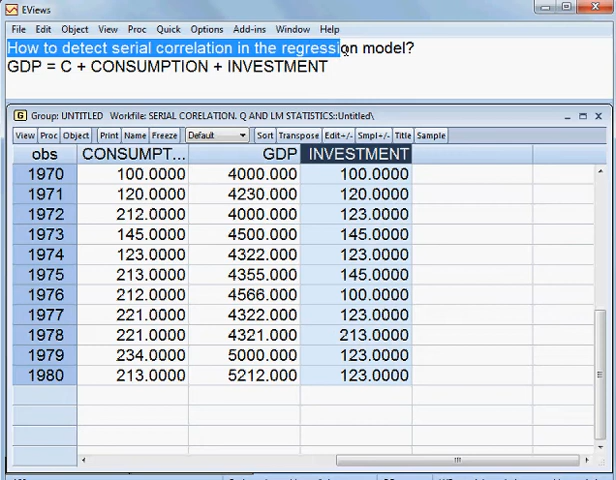 EViews
File Edit Object View Proc Quick Options Add-ins Window Help
How to detect serial correlation in the regression model?
GDP = C + CONSUMPTION + INVESTMENT
G Group: UNTITLED Workfile: SERIAL CORELATION. Q AND LM STATISTICS::Untitled\
View Proc Object Print Name Freeze Default Sort Transpose Edit+/- Smpl+/- Title Sample
obs CONSUMPT... GDP INVESTMENT
1970 100.0000 4000.000 100.0000
1971 120.0000 4230.000 120.0000
1972 212.0000 4000.000 123.0000
1973 145.0000 4500.000 145.0000
1974 123.0000 4322.000 123.0000
1975 213.0000 4355.000 145.0000
1976 212.0000 4566.000 100.0000
1977 221.0000 4322.000 123.0000
1978 221.0000 4321.000 213.0000
1979 234.0000 5000.000 123.0000
1980 213.0000 5212.000 123.0000